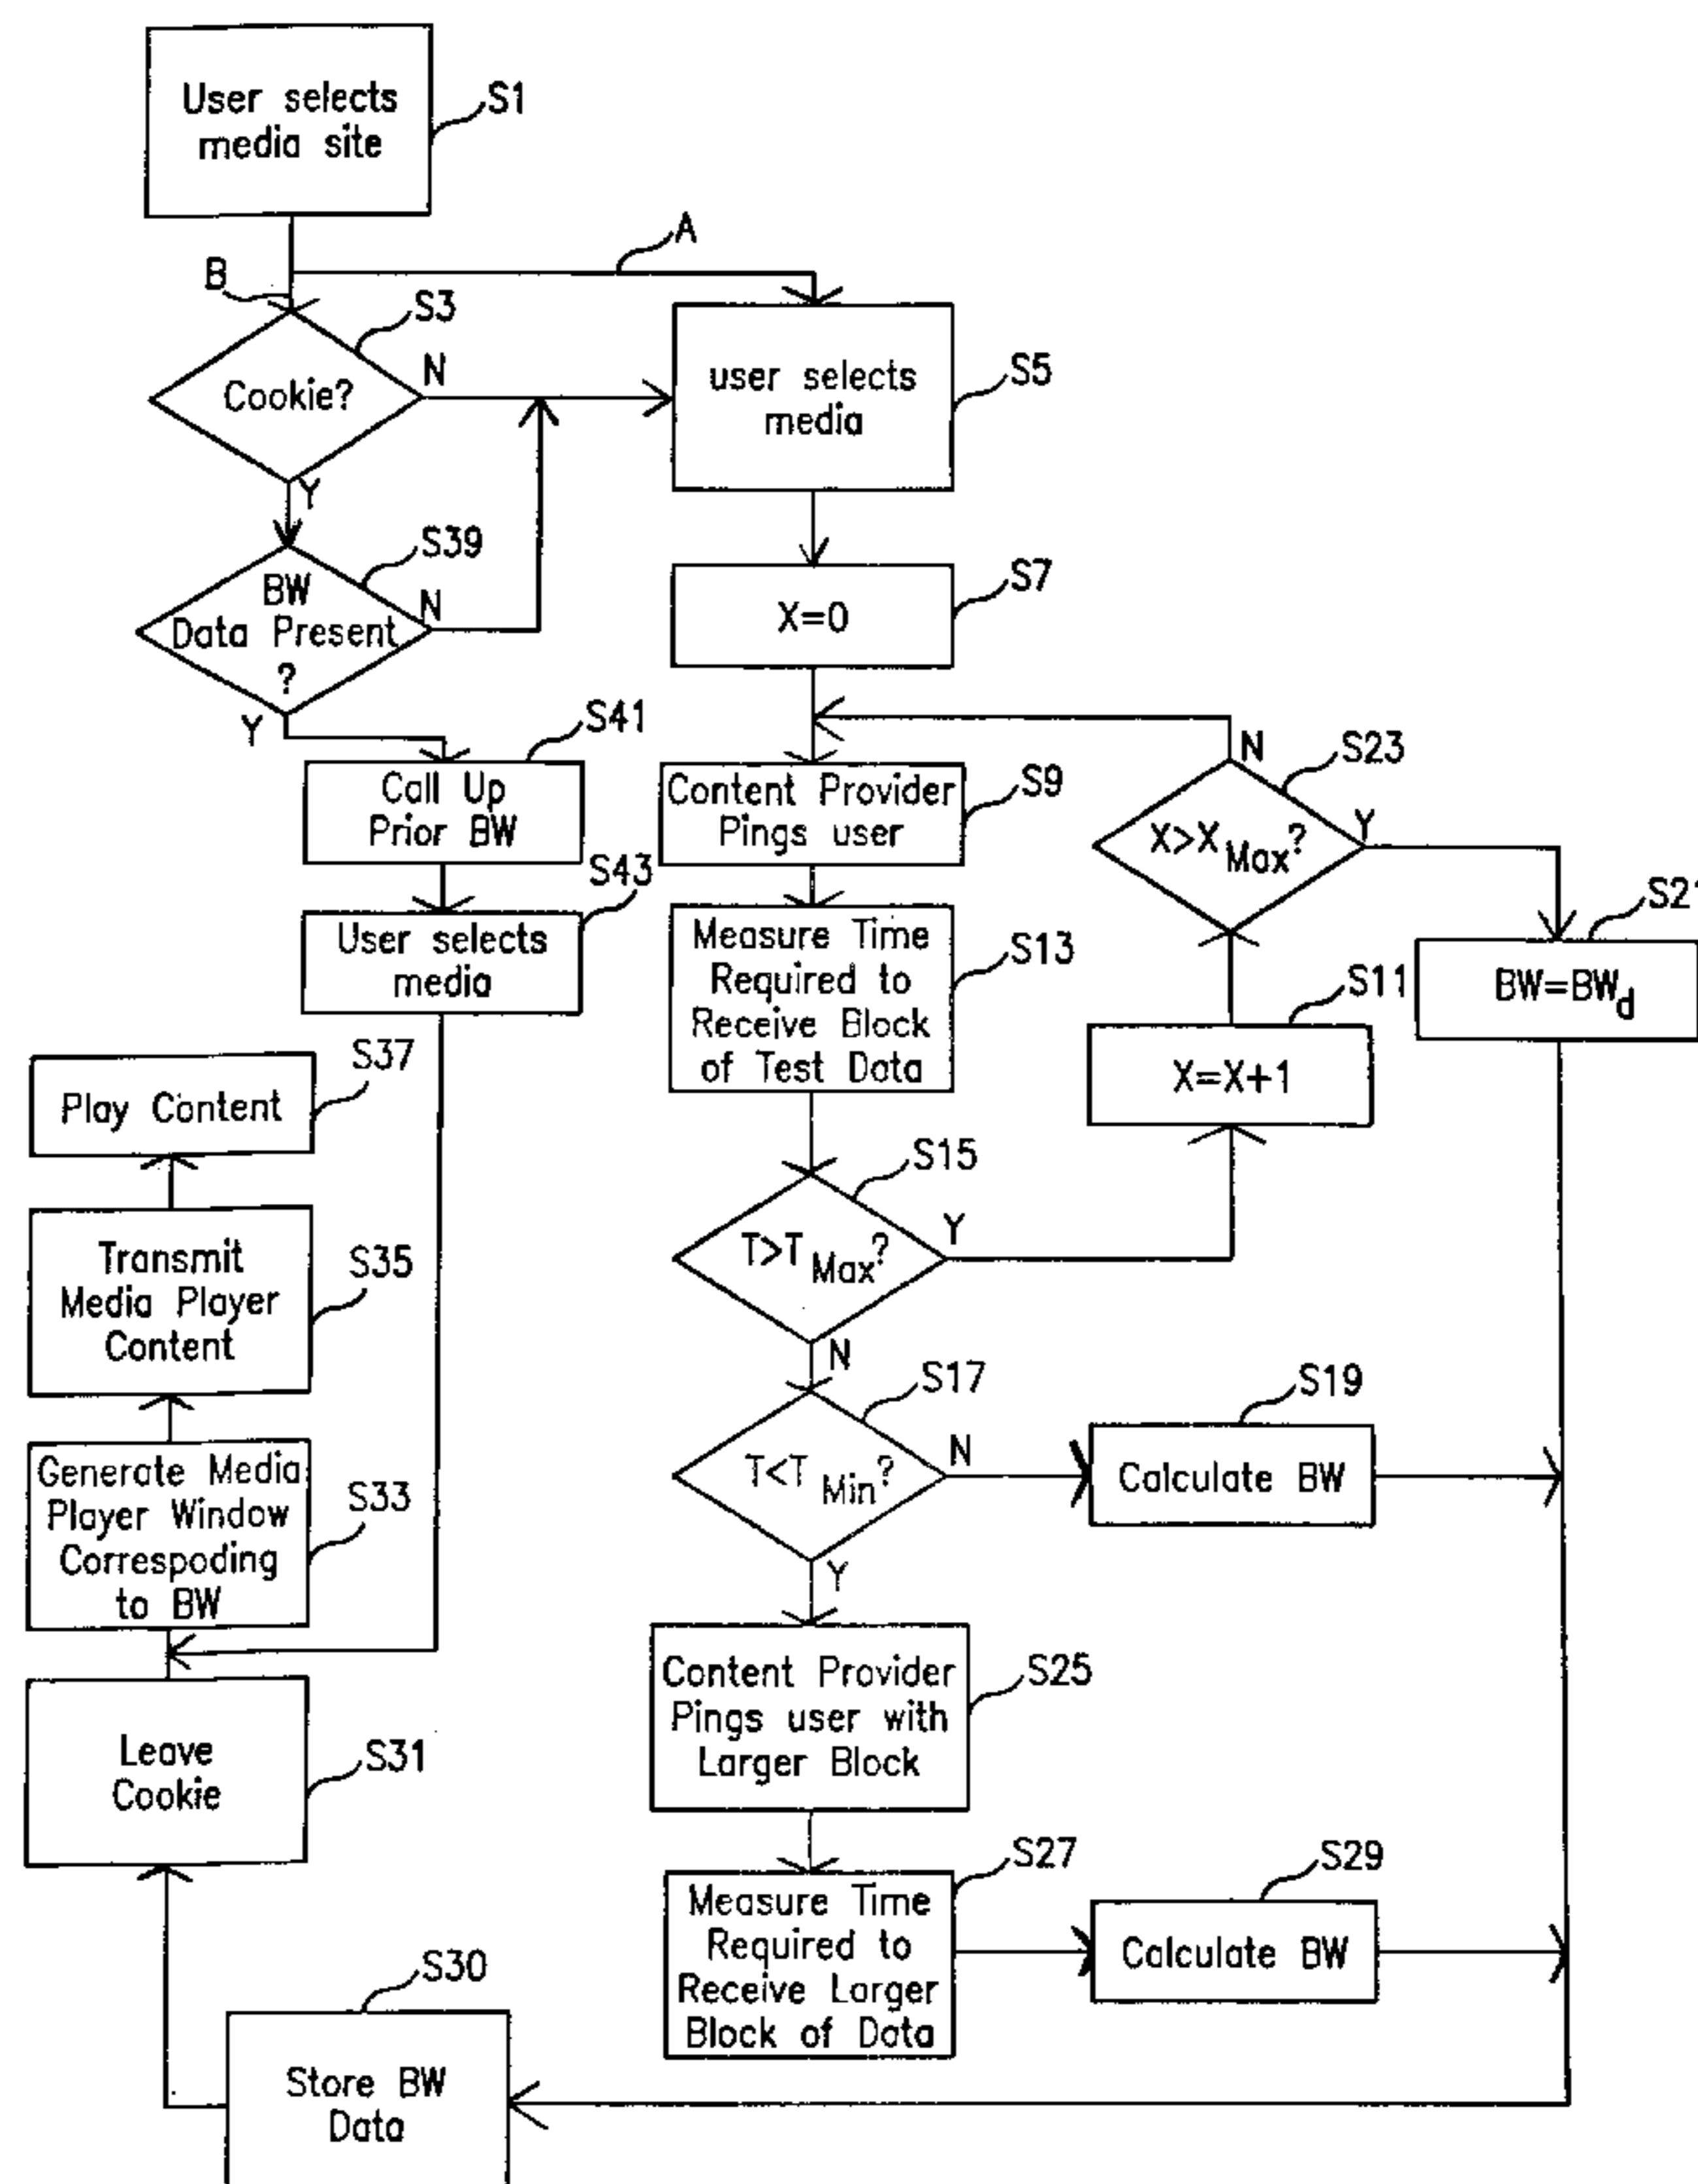 User selects
media site
S1
A
B
S3
Cookie?
N
Y
user selects
media
S5
S39
BW
Data Present
?
N
Y
X=0
S7
S41
Call Up
Prior BW
Content Provider
Pings user
S9
N
S23
X>XMax?
Y
S43
User selects
media
Measure Time
Required to
Receive Block
of Test Data
S13
S21
BW=BWd
S11
X=X+1
S37
Play Content
S15
T>TMax?
Y
N
Transmit
Media Player
Content
S35
S17
T<TMin?
N
Y
S19
Calculate BW
Generate Media
Player Window
Correspoding
to BW
S33
Content Provider
Pings user with
Larger Block
S25
Leave
Cookie
S31
S27
Measure Time
Required to
Receive Larger
Block of Data
S29
Calculate BW
S30
Store BW
Data